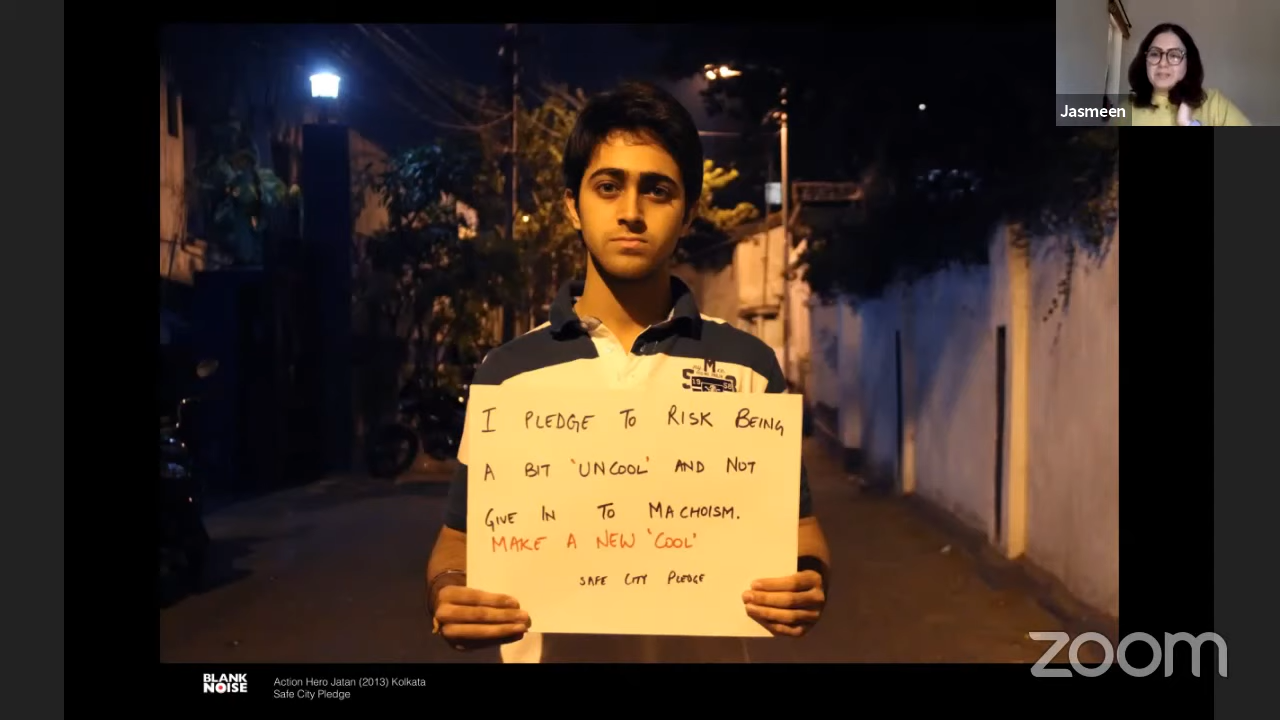 Jasmeen
I PLEDGE TO RISK BEING
A BIT 'UNCOOL' AND NOT
GIVE IN TO MACHOISM.
MAKE A NEW 'COOL'
SAFE CITY PLEDGE
zoom
BLANK
NOISE
Action Hero Jatan (2013) Kolkata
Safe City Pledge